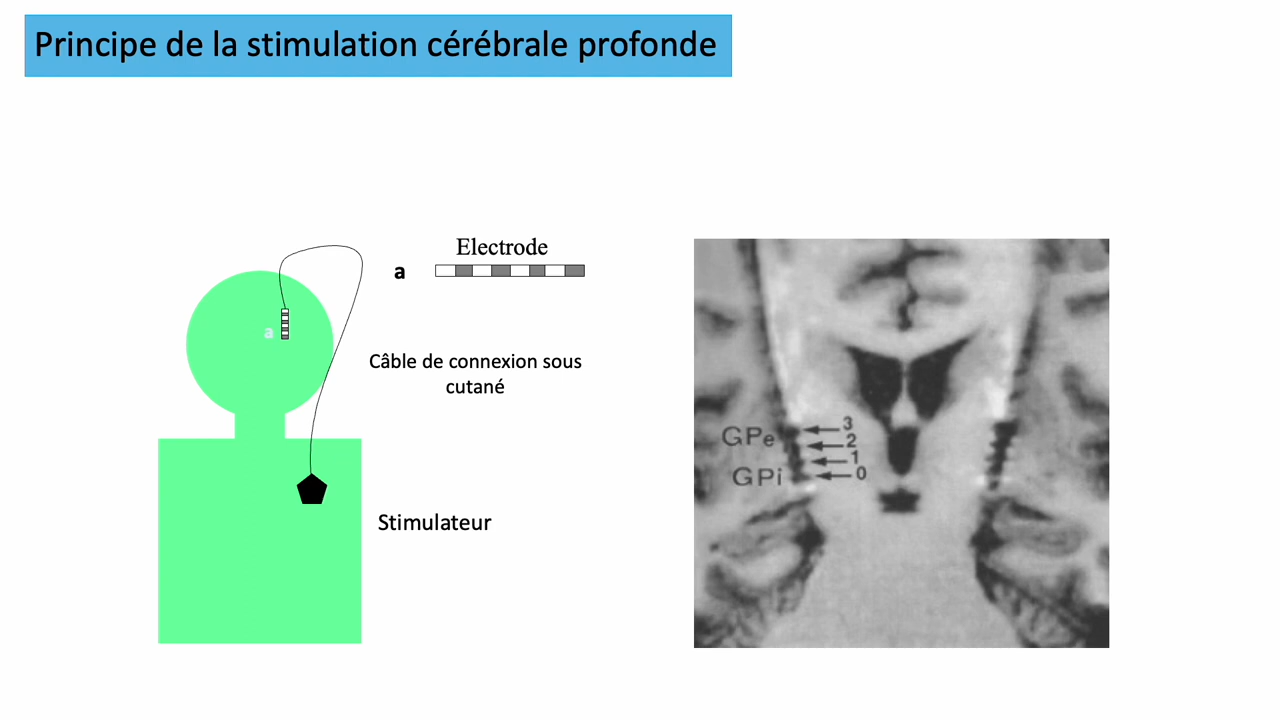 Principe de la stimulation cérébrale profonde
Electrode
a
a
Câble de connexion sous
cutané
Stimulateur
GPe
GPi
3
2
1
0